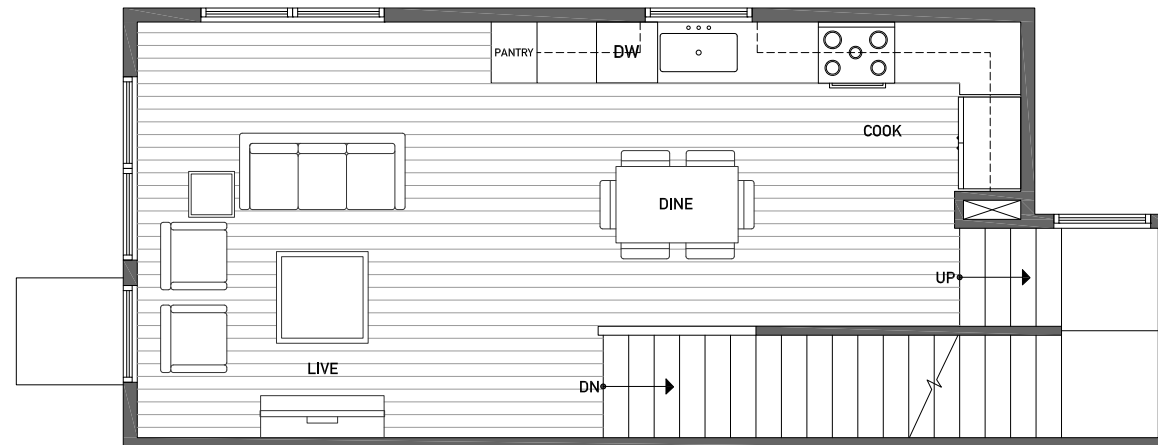 PANTRY
DW
COOK
DINE
UP
LIVE
DN